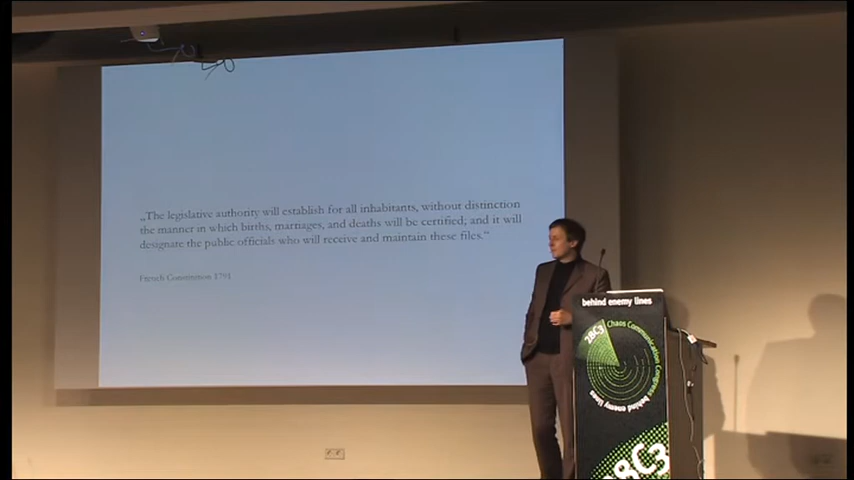 „The legislative authority will establish for all inhabitants, without distinction
the manner in which births, marriages, and deaths will be certified; and it will
designate the public officials who will receive and maintain these files.“
French Constitution 1791
behind enemy lines
28C3
Chaos Communication Congress
behind enemy lines
28C3